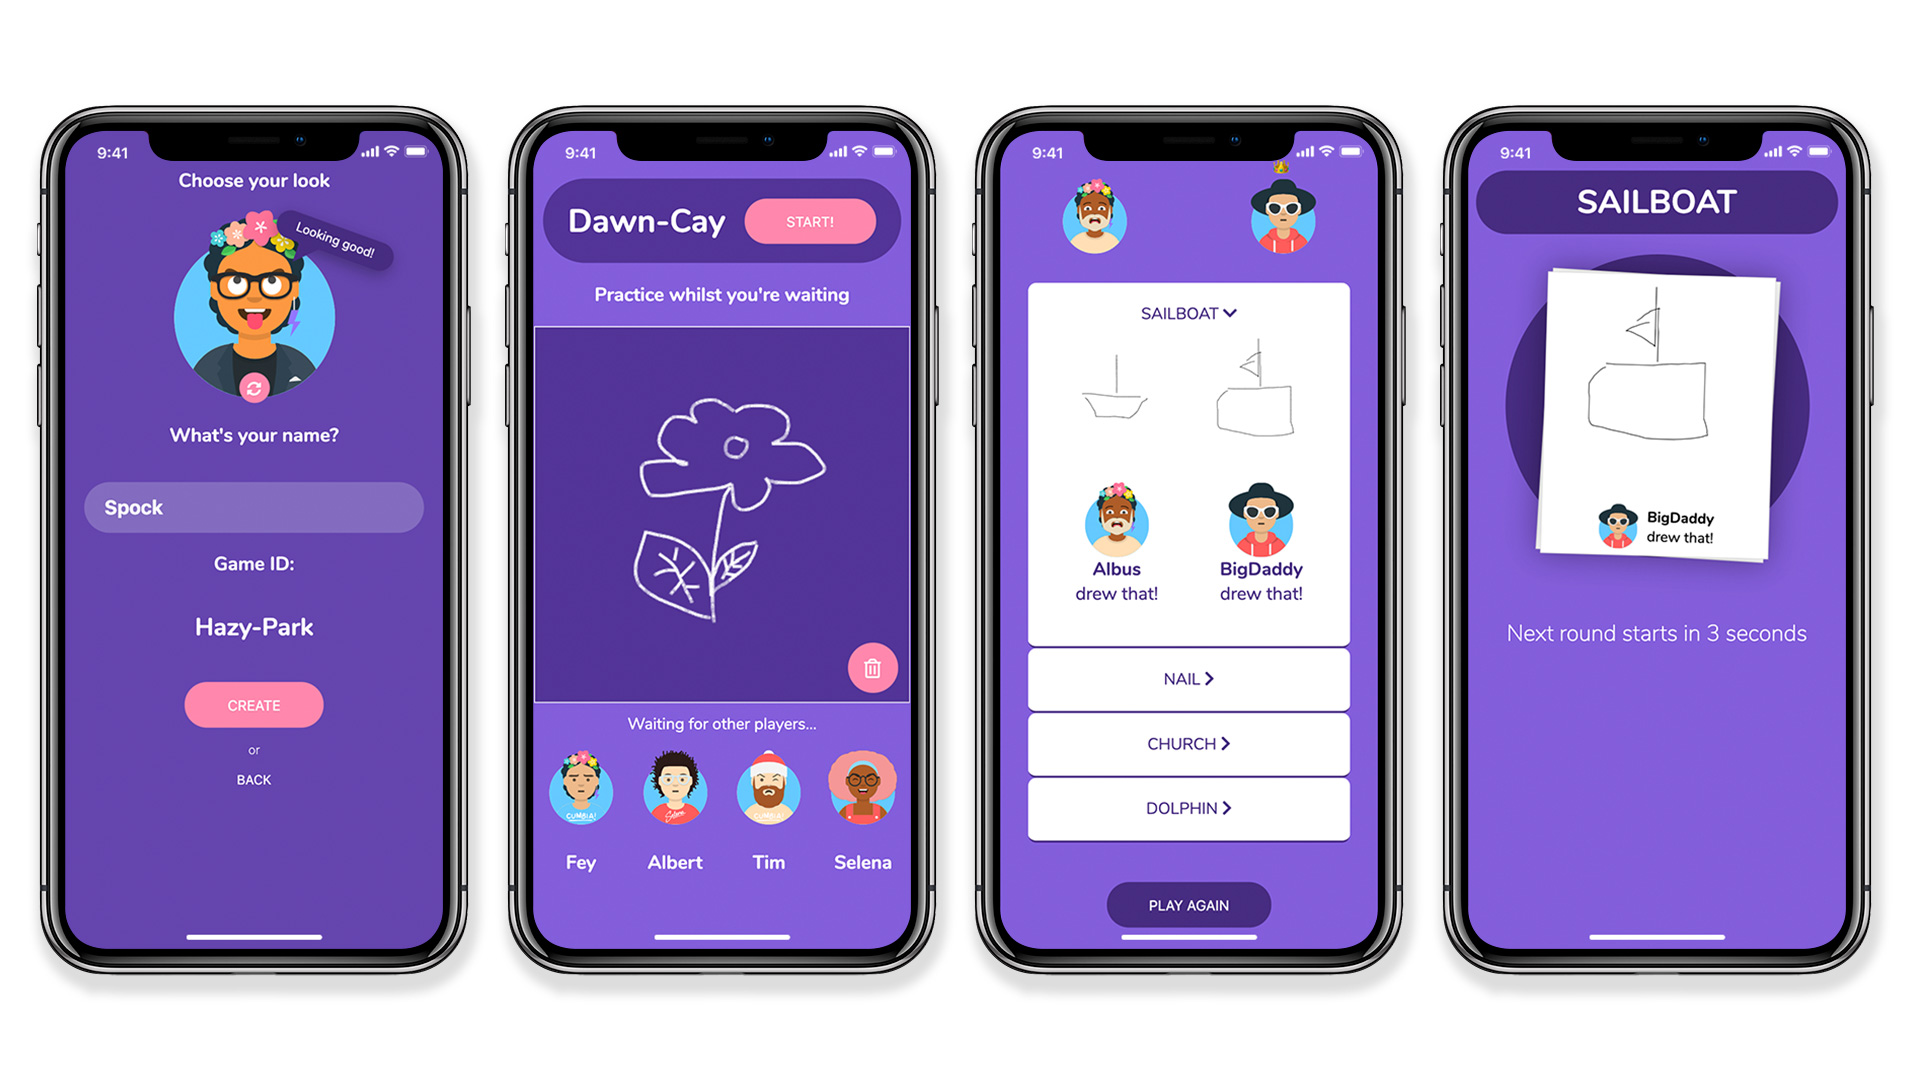 9:41
Choose your look
Looking good!
What's your name?
Spock
Game ID:
Hazy-Park
CREATE
or
BACK
9:41
Dawn-Cay
START!
Practice whilst you're waiting
Waiting for other players...
CUMBIA!
Selena
CUMBIA!
Fey
Albert
Tim
Selena
9:41
SAILBOAT
Albus
drew that!
BigDaddy
drew that!
NAIL
CHURCH
DOLPHIN
PLAY AGAIN
9:41
SAILBOAT
BigDaddy
drew that!
Next round starts in 3 seconds